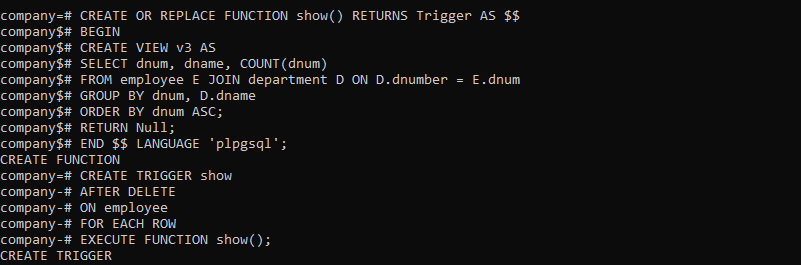 company=# CREATE OR REPLACE FUNCTION show() RETURNS Trigger AS $$
company$# BEGIN
company$# CREATE VIEW v3 AS
company$# SELECT dnum, dname, COUNT(dnum)
company$# FROM employee E JOIN department D ON D.dnumber = E.dnum
company$# GROUP BY dnum, D.dname
company$# ORDER BY dnum ASC;
company$# RETURN Null;
company$# END $$ LANGUAGE 'plpgsql';
CREATE FUNCTION
company=# CREATE TRIGGER show
company-# AFTER DELETE
company-# ON employee
company-# FOR EACH ROW
company-# EXECUTE FUNCTION show();
CREATE TRIGGER